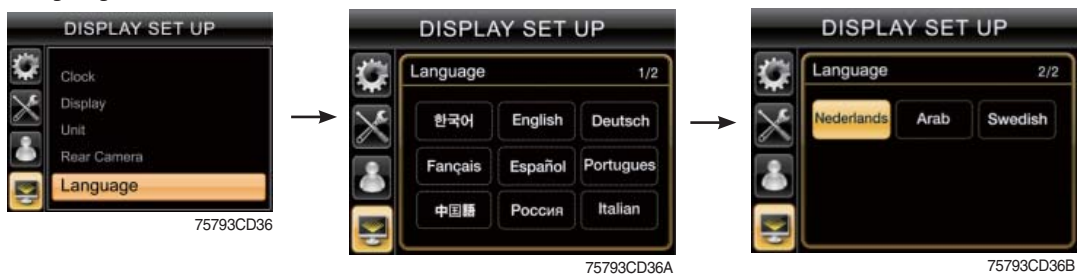 DISPLAY SET UP
Clock
Display
Unit
Rear Camera
Language
75793CD36
DISPLAY SET UP
Language 1/2
한국어 English Deutsch
Fançais Español Portugues
中国語 Россия Italian
75793CD36A
DISPLAY SET UP
Language 2/2
Nederlands Arab Swedish
75793CD36B